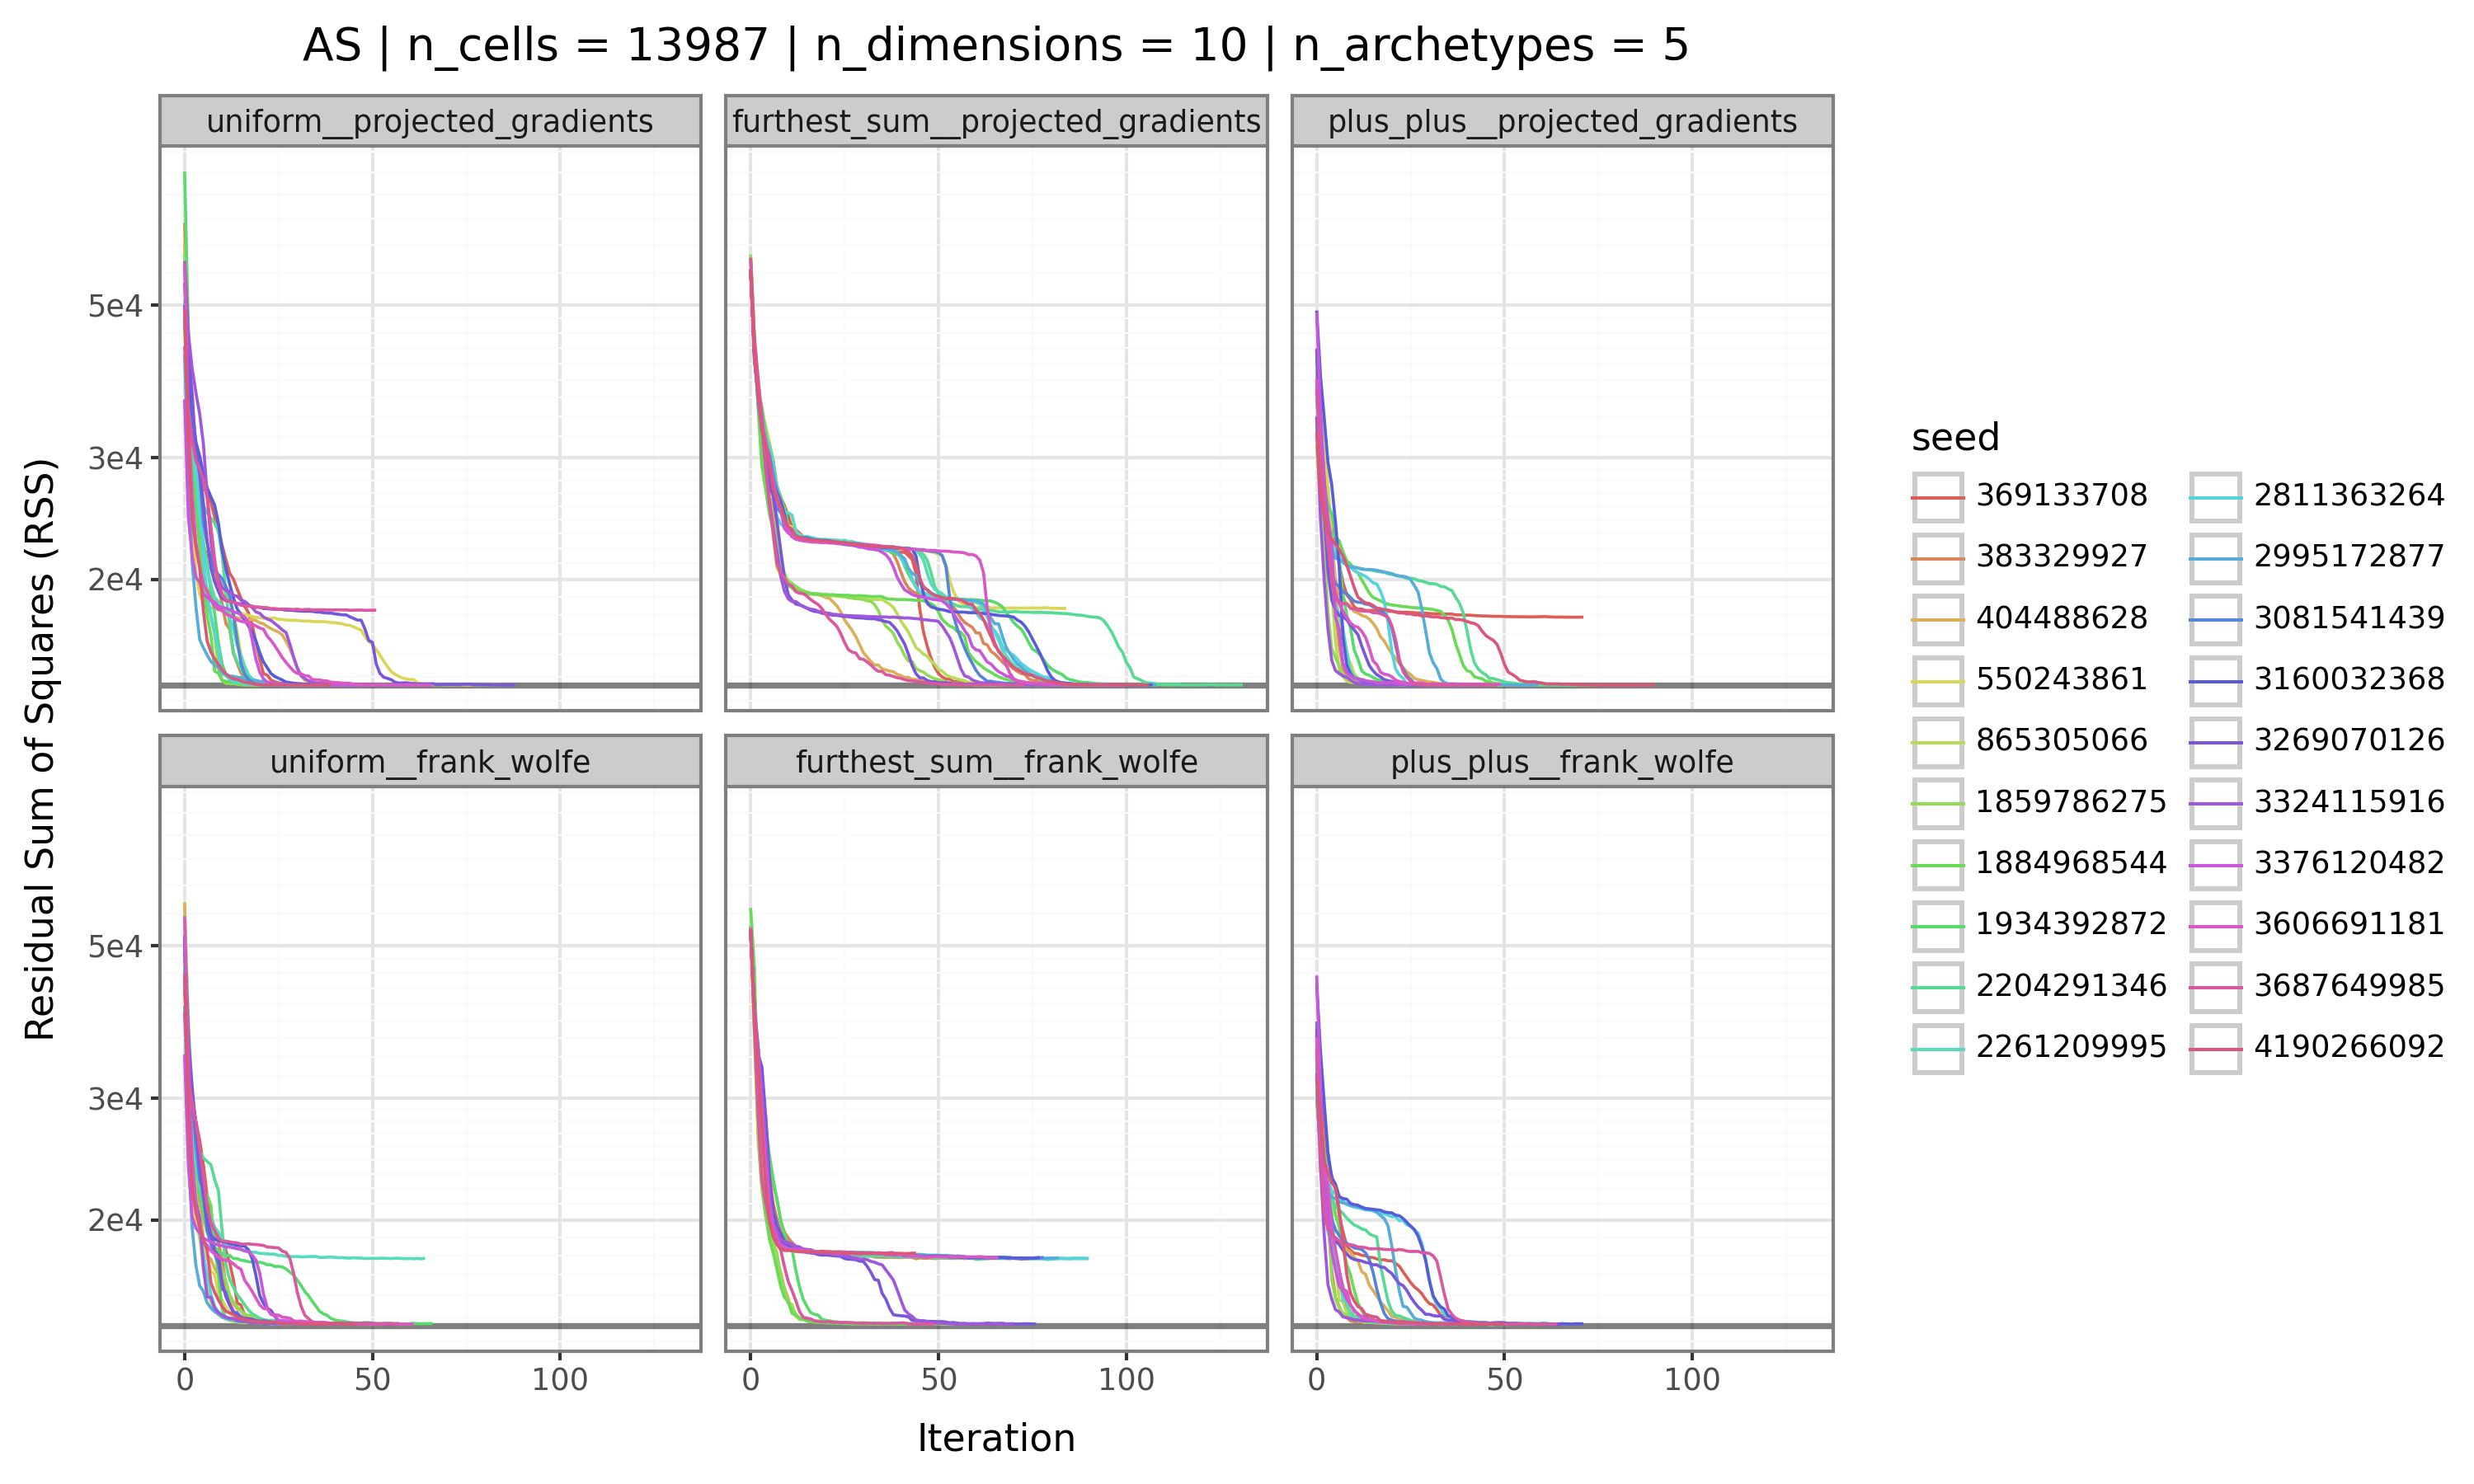 AS | n_cells = 13987 | n_dimensions = 10 | n_archetypes = 5
uniform__projected_gradients
furthest_sum__projected_gradients
plus_plus__projected_gradients
5e4
3e4
2e4
uniform__frank_wolfe
furthest_sum__frank_wolfe
plus_plus__frank_wolfe
5e4
3e4
2e4
0 50 100
0 50 100
0 50 100
Iteration
Residual Sum of Squares (RSS)
seed
369133708
383329927
404488628
550243861
865305066
1859786275
1884968544
1934392872
2204291346
2261209995
2811363264
2995172877
3081541439
3160032368
3269070126
3324115916
3376120482
3606691181
3687649985
4190266092